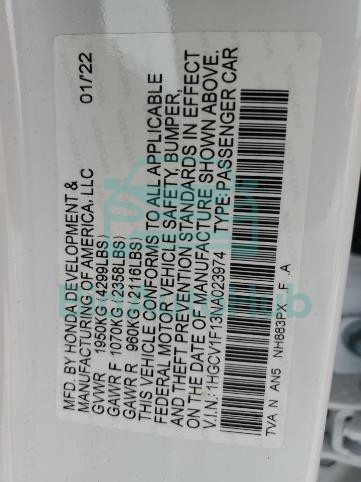 MFD. BY HONDA DEVELOPMENT &
MANUFACTURING OF AMERICA, LLC 01/22
GVWR 1950KG (4299LBS)
GAWR F 1070KG (2358LBS)
GAWR R 960KG (2116LBS)
THIS VEHICLE CONFORMS TO ALL APPLICABLE
FEDERAL MOTOR VEHICLE SAFETY, BUMPER,
AND THEFT PREVENTION STANDARDS IN EFFECT
ON THE DATE OF MANUFACTURE SHOWN ABOVE.
V.I.N.: 1HGCV1F13NA023974 TYPE: PASSENGER CAR
TVA N AN5 NH883PX F .A